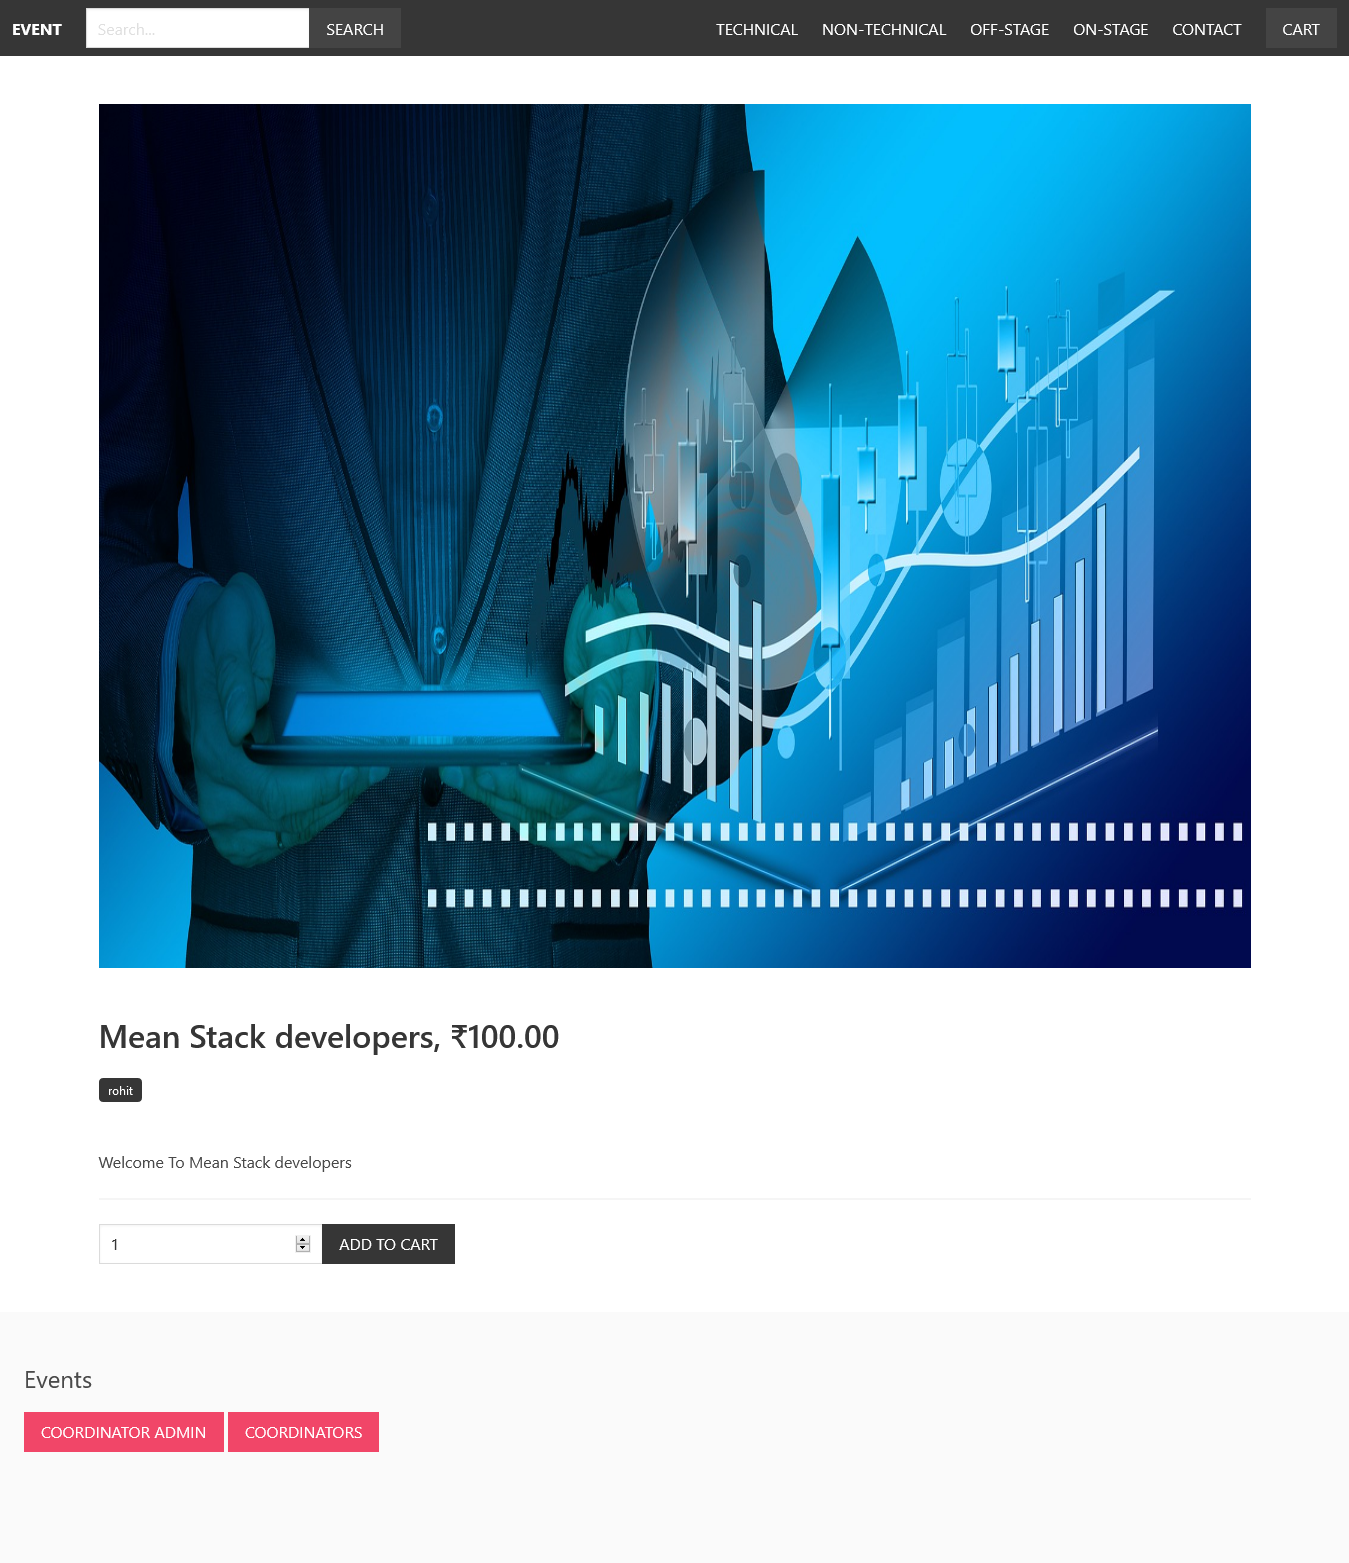 EVENT Search... SEARCH TECHNICAL NON-TECHNICAL OFF-STAGE ON-STAGE CONTACT CART
Mean Stack developers, ₹100.00
rohit
Welcome To Mean Stack developers
1 ADD TO CART
Events
COORDINATOR ADMIN COORDINATORS